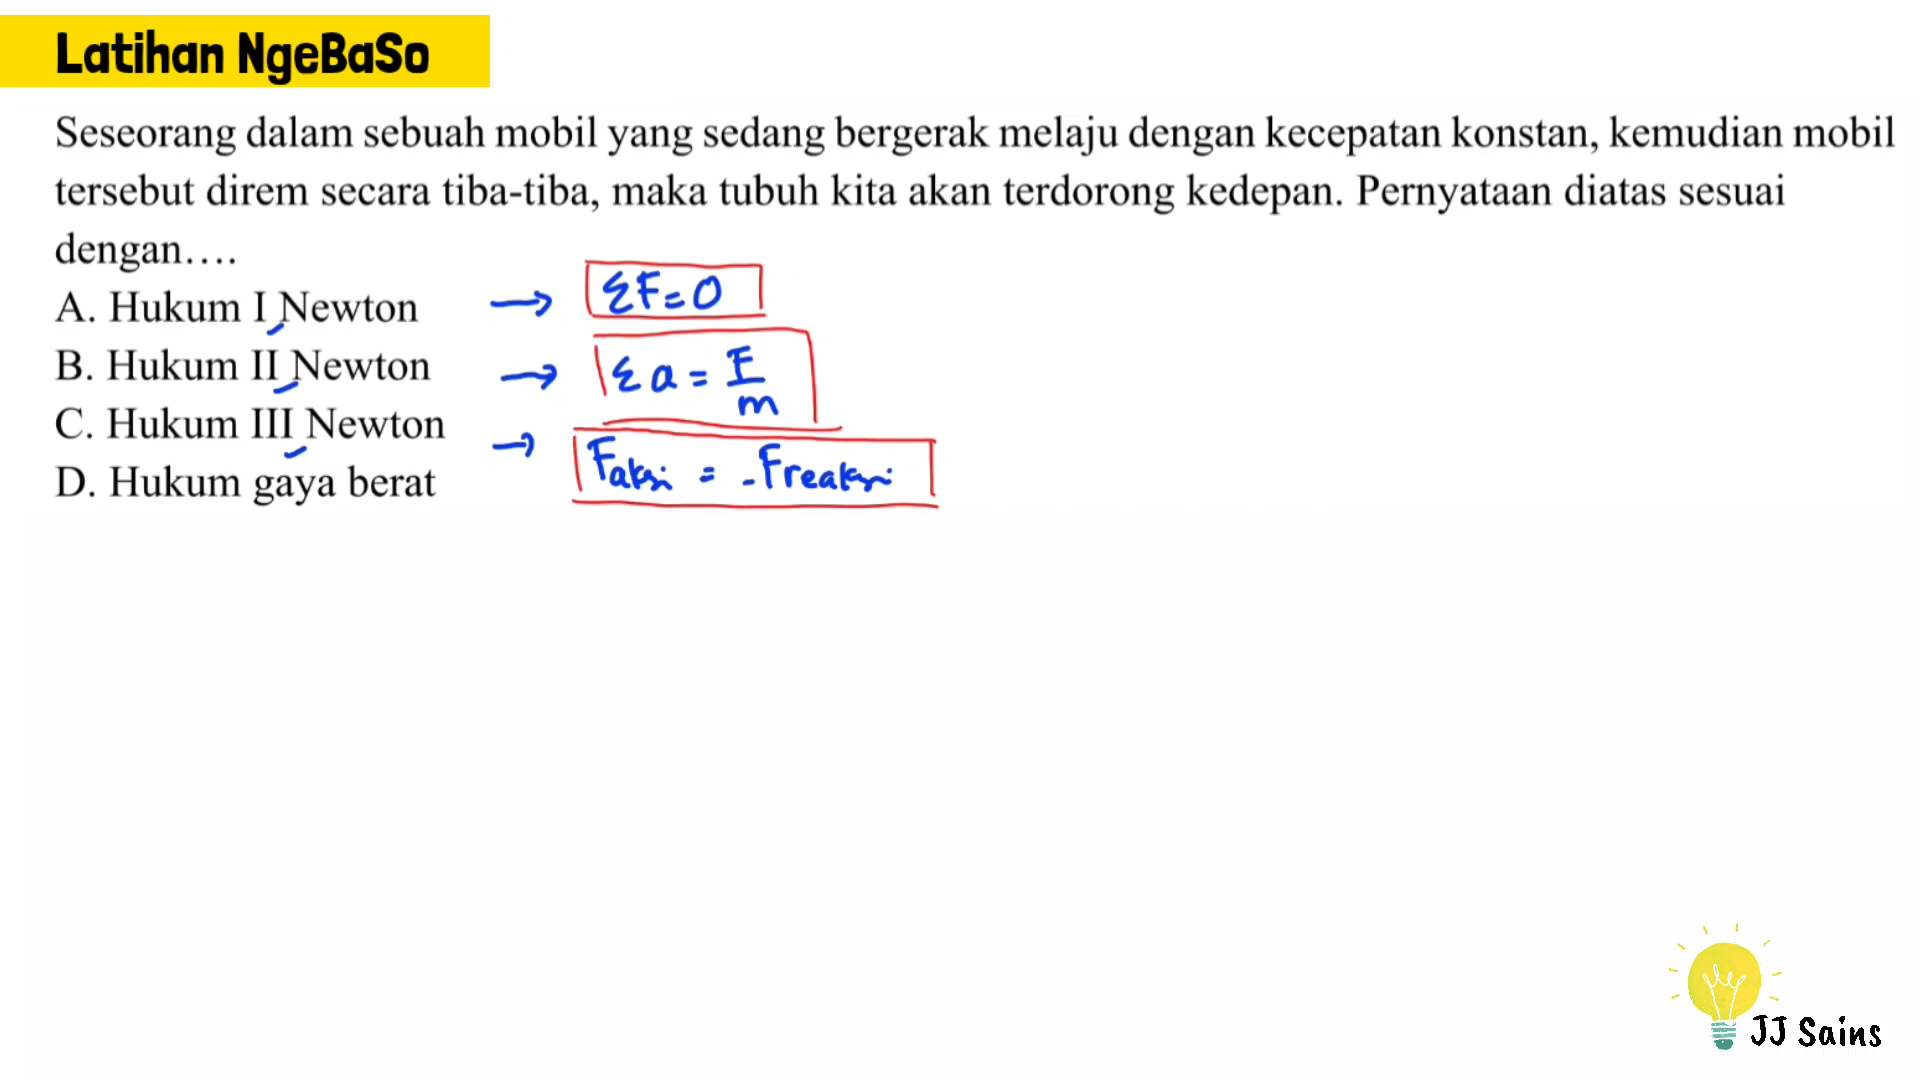 Latihan NgeBaSo
Seseorang dalam sebuah mobil yang sedang bergerak melaju dengan kecepatan konstan, kemudian mobil
tersebut direm secara tiba-tiba, maka tubuh kita akan terdorong kedepan. Pernyataan diatas sesuai
dengan....
A. Hukum I Newton → ΣF=0
B. Hukum II Newton → Σa = F/m
C. Hukum III Newton → Faksi = -Freaksi
D. Hukum gaya berat
JJ Sains